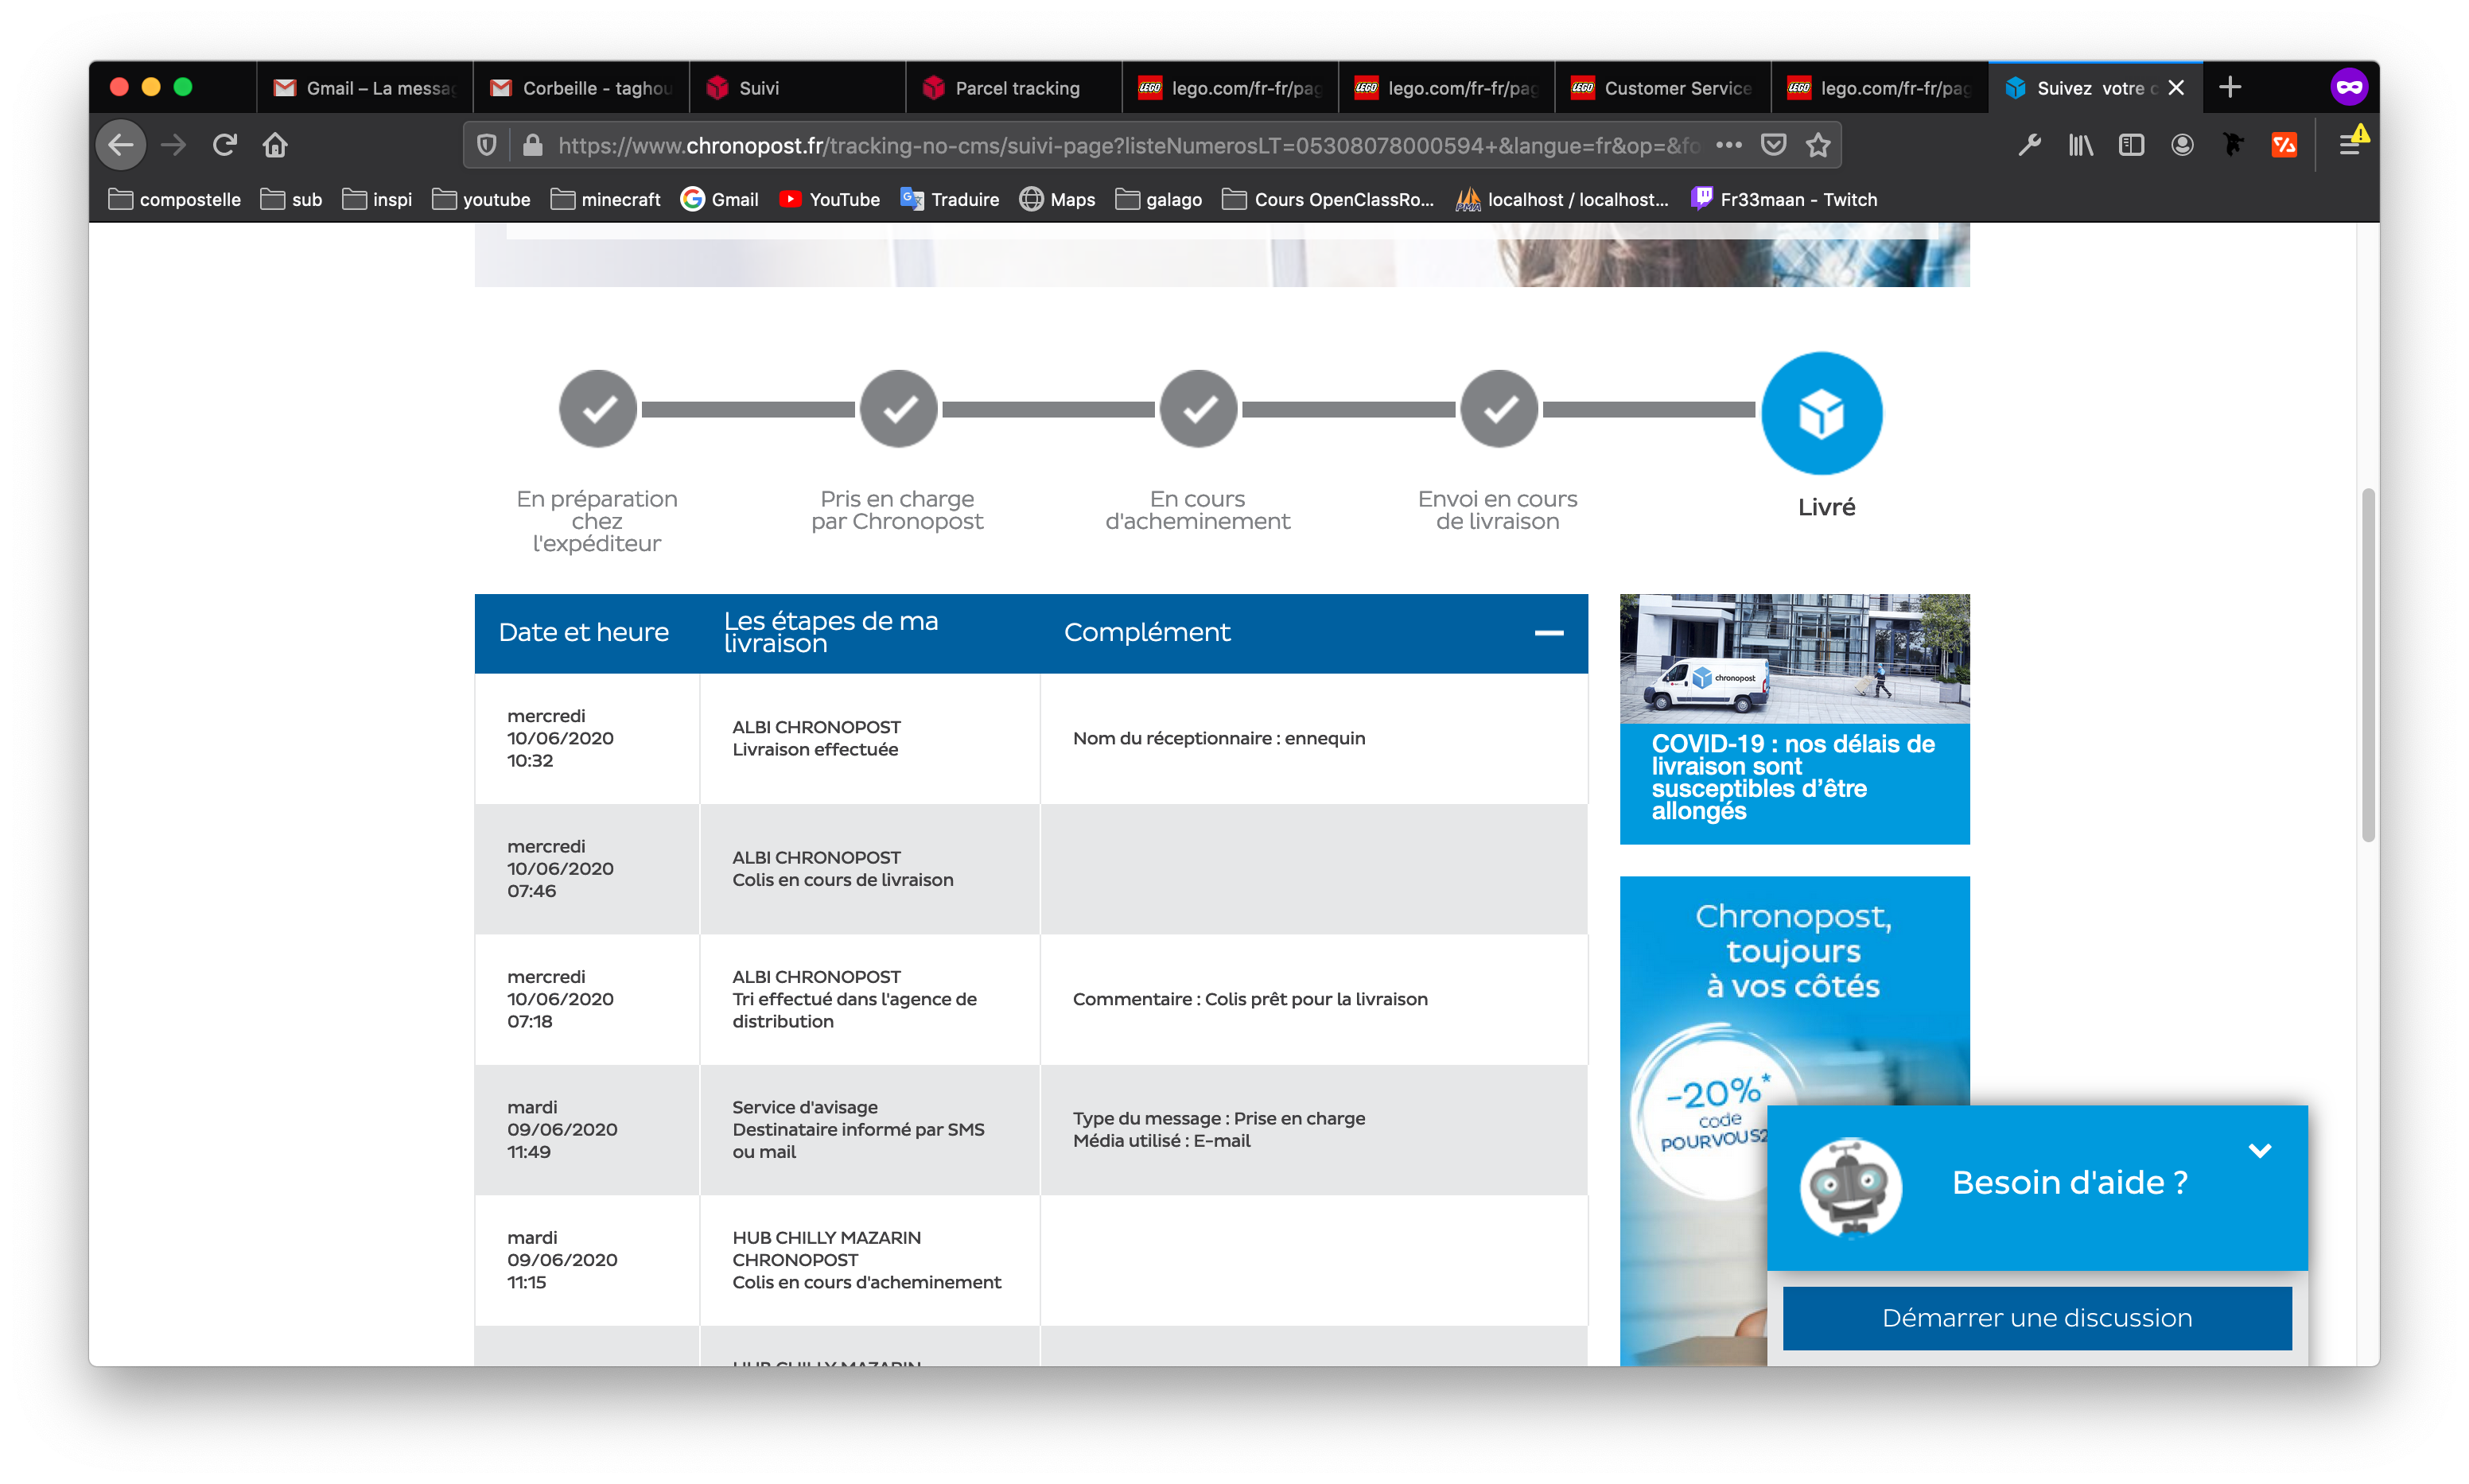 Gmail – La messag
Corbeille - taghou
Suivi
Parcel tracking
LEGO
lego.com/fr-fr/pag
LEGO
lego.com/fr-fr/pag
LEGO
Customer Service
LEGO
lego.com/fr-fr/pag
Suivez votre c
https://www.chronopost.fr/tracking-no-cms/suivi-page?listeNumerosLT=05308078000594+&langue=fr&op=&fo
compostelle
sub
inspi
youtube
minecraft
Gmail
YouTube
Traduire
Maps
galago
Cours OpenClassRo...
localhost / localhost...
Fr33maan - Twitch
En préparation
chez
l'expéditeur
Pris en charge
par Chronopost
En cours
d'acheminement
Envoi en cours
de livraison
Livré
Date et heure
Les étapes de ma
livraison
Complément
mercredi
10/06/2020
10:32
ALBI CHRONOPOST
Livraison effectuée
Nom du réceptionnaire : ennequin
mercredi
10/06/2020
07:46
ALBI CHRONOPOST
Colis en cours de livraison
mercredi
10/06/2020
07:18
ALBI CHRONOPOST
Tri effectué dans l'agence de
distribution
Commentaire : Colis prêt pour la livraison
mardi
09/06/2020
11:49
Service d'avisage
Destinataire informé par SMS
ou mail
Type du message : Prise en charge
Média utilisé : E-mail
mardi
09/06/2020
11:15
HUB CHILLY MAZARIN
CHRONOPOST
Colis en cours d'acheminement
HUB CHILLY MAZARIN
chronopost
COVID-19 : nos délais de
livraison sont
susceptibles d’être
allongés
Chronopost,
toujours
à vos côtés
-20%*
code
POURVOUS2
Besoin d'aide ?
Démarrer une discussion